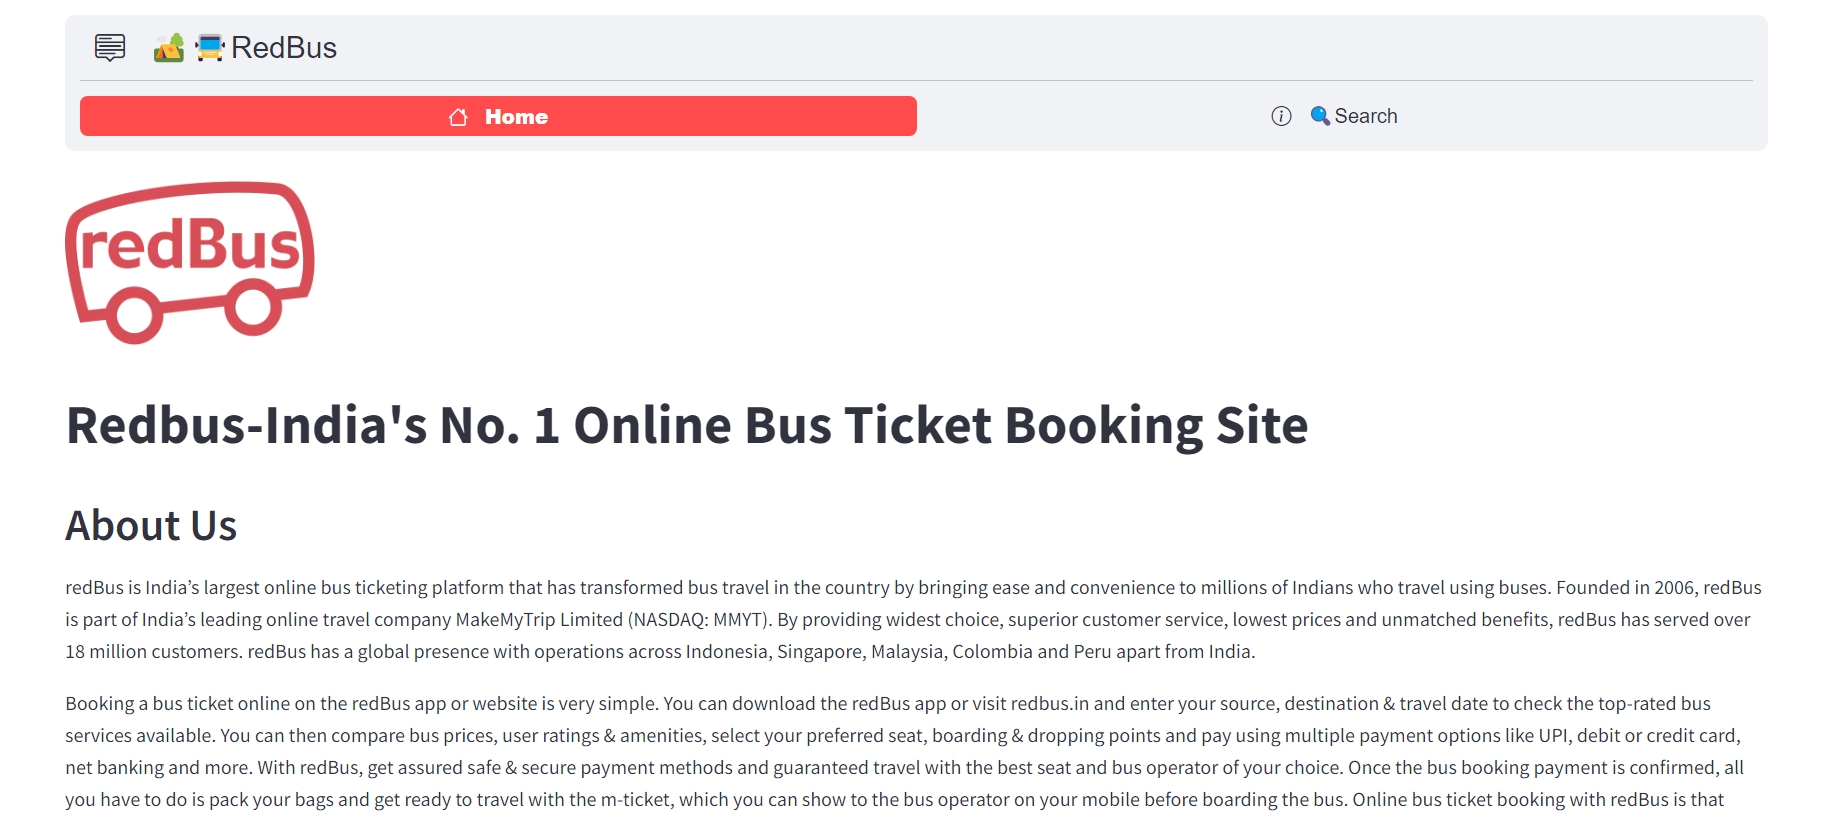 RedBus
Home
Search
redBus
Redbus-India's No. 1 Online Bus Ticket Booking Site
About Us
redBus is India’s largest online bus ticketing platform that has transformed bus travel in the country by bringing ease and convenience to millions of Indians who travel using buses. Founded in 2006, redBus
is part of India’s leading online travel company MakeMyTrip Limited (NASDAQ: MMYT). By providing widest choice, superior customer service, lowest prices and unmatched benefits, redBus has served over
18 million customers. redBus has a global presence with operations across Indonesia, Singapore, Malaysia, Colombia and Peru apart from India.
Booking a bus ticket online on the redBus app or website is very simple. You can download the redBus app or visit redbus.in and enter your source, destination & travel date to check the top-rated bus
services available. You can then compare bus prices, user ratings & amenities, select your preferred seat, boarding & dropping points and pay using multiple payment options like UPI, debit or credit card,
net banking and more. With redBus, get assured safe & secure payment methods and guaranteed travel with the best seat and bus operator of your choice. Once the bus booking payment is confirmed, all
you have to do is pack your bags and get ready to travel with the m-ticket, which you can show to the bus operator on your mobile before boarding the bus. Online bus ticket booking with redBus is that